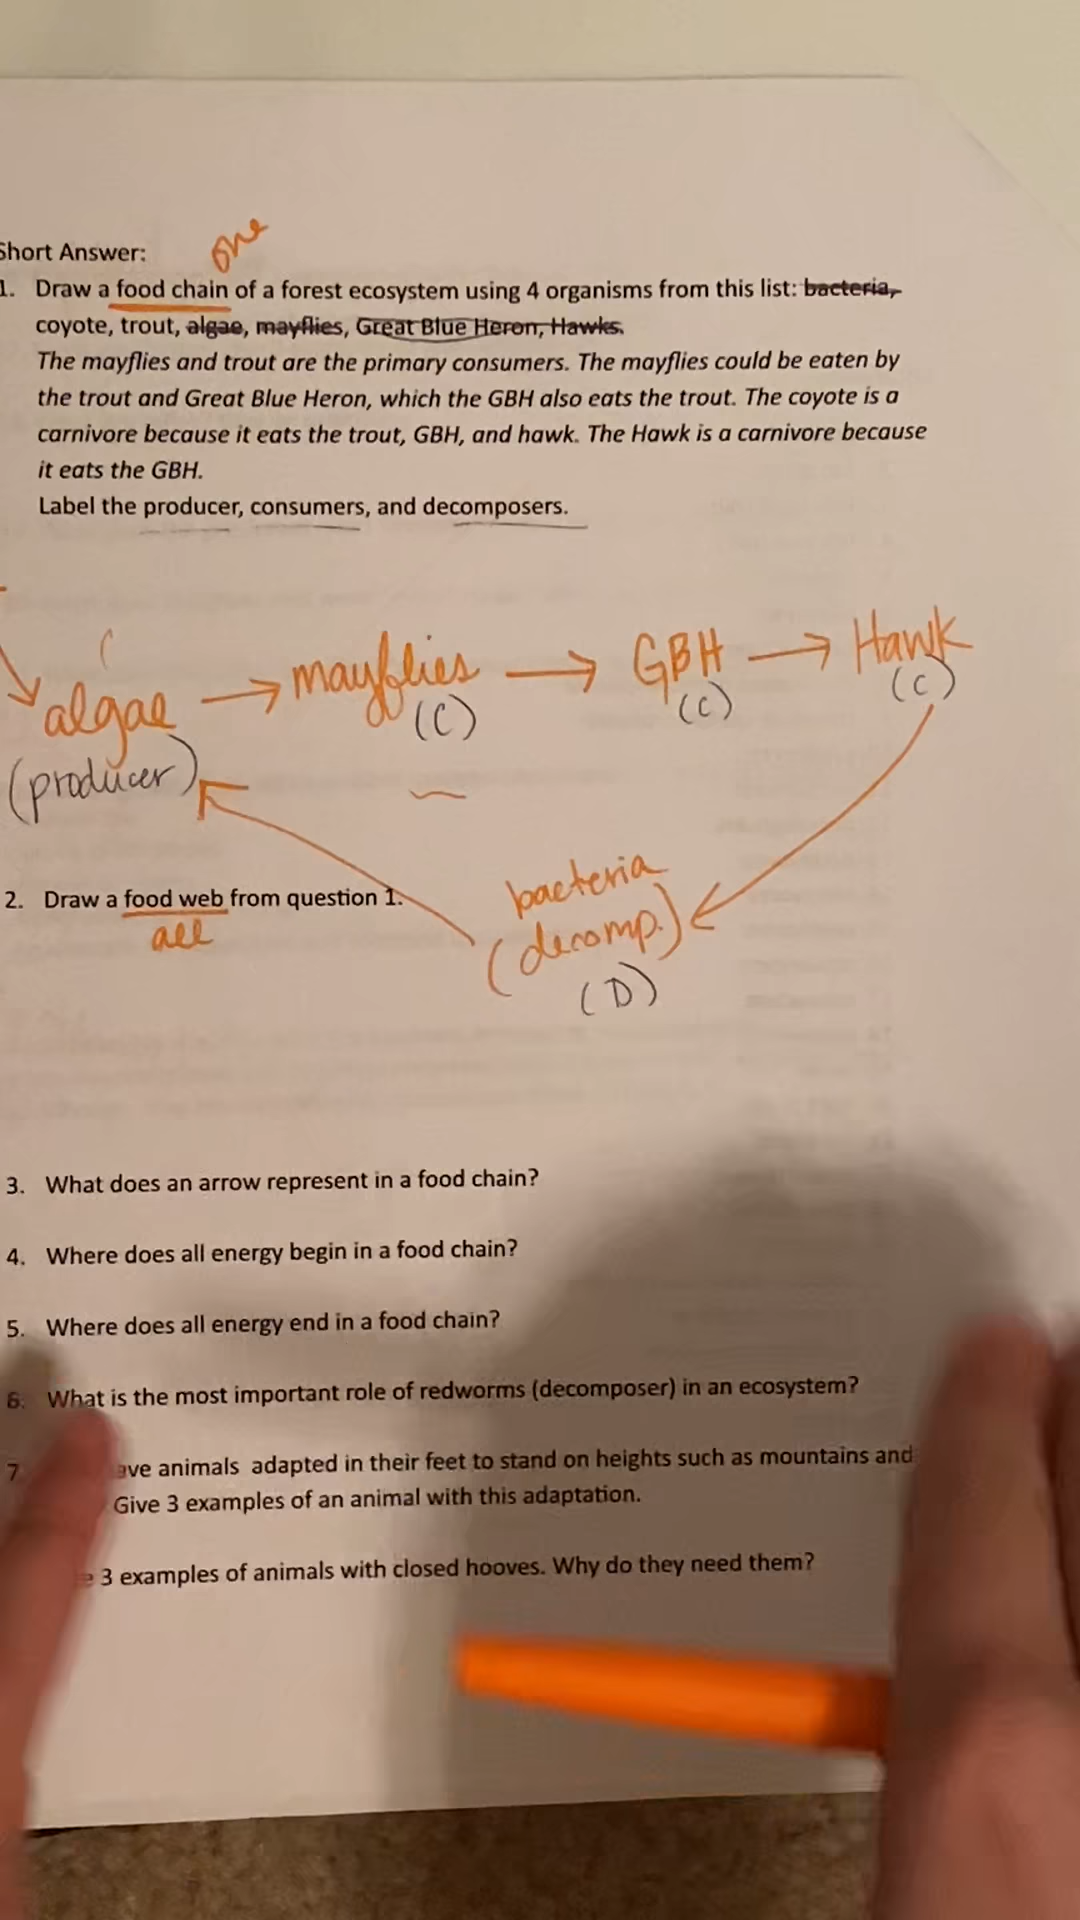 Short Answer:
one
1. Draw a food chain of a forest ecosystem using 4 organisms from this list: bacteria,
coyote, trout, algae, mayflies, Great Blue Heron, Hawks.
The mayflies and trout are the primary consumers. The mayflies could be eaten by
the trout and Great Blue Heron, which the GBH also eats the trout. The coyote is a
carnivore because it eats the trout, GBH, and hawk. The Hawk is a carnivore because
it eats the GBH.
Label the producer, consumers, and decomposers.
algae → mayflies → GBH → Hawk
(producer) (C) (C) (C)
2. Draw a food web from question 1.
all
bacteria
(decomp.)
(D)
3. What does an arrow represent in a food chain?
4. Where does all energy begin in a food chain?
5. Where does all energy end in a food chain?
6. What is the most important role of redworms (decomposer) in an ecosystem?
7 animals adapted in their feet to stand on heights such as mountains and
Give 3 examples of an animal with this adaptation.
3 examples of animals with closed hooves. Why do they need them?